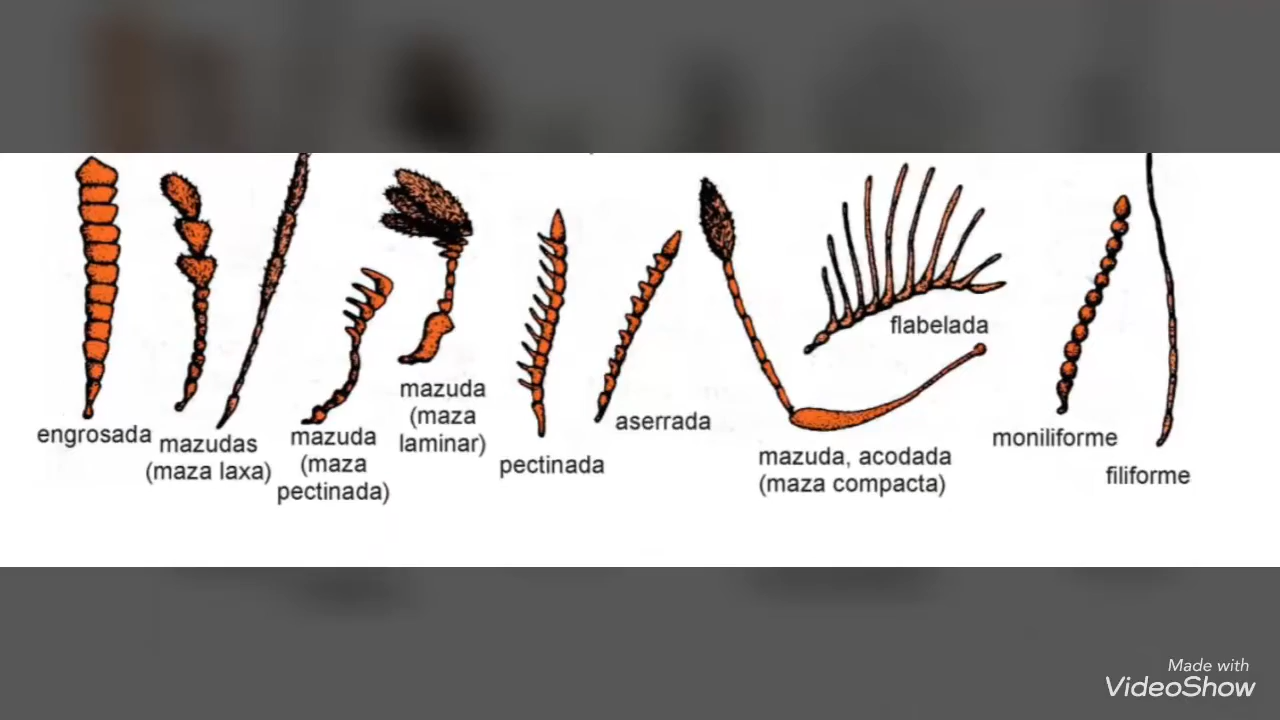 engrosada
mazudas
(maza laxa)
mazuda
(maza
pectinada)
mazuda
(maza
laminar)
pectinada
aserrada
mazuda, acodada
(maza compacta)
flabelada
moniliforme
filiforme
Made with
VideoShow